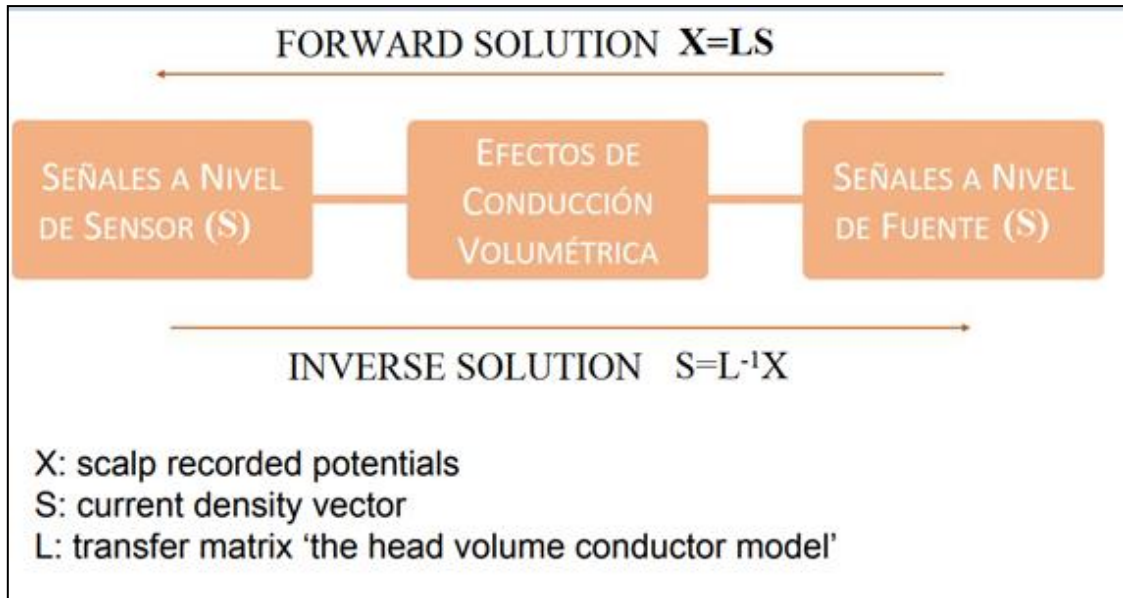 FORWARD SOLUTION X=LS
SEÑALES A NIVEL
DE SENSOR (S)
EFECTOS DE
CONDUCCIÓN
VOLUMÉTRICA
SEÑALES A NIVEL
DE FUENTE (S)
INVERSE SOLUTION S=L⁻¹X
X: scalp recorded potentials
S: current density vector
L: transfer matrix ‘the head volume conductor model’